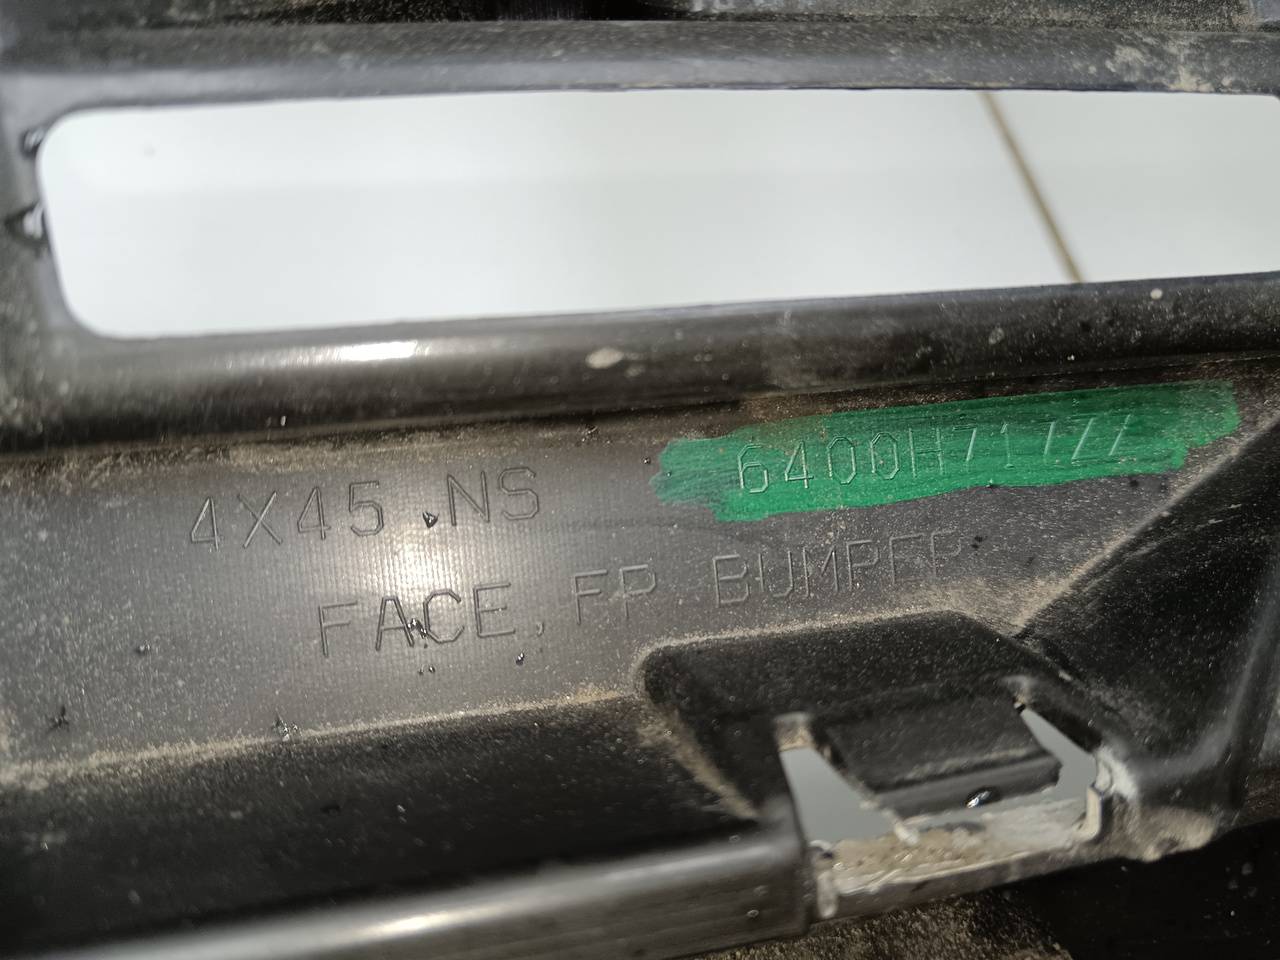 4X45 NS 6400H717ZZ
FACE, FR BUMPER